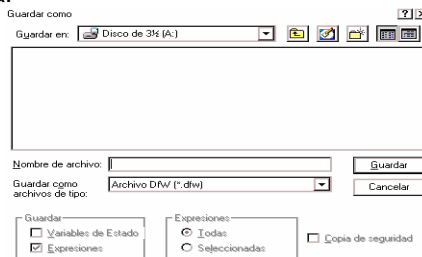 Guardar como
Guardar en: Disco de 3½ (A:)
Nombre de archivo: Guardar
Guardar como archivos de tipo: Archivo DfW (*.dfw) Cancelar
Guardar Expresiones
Variables de Estado Todas Copia de seguridad
Expresiones Seleccionadas